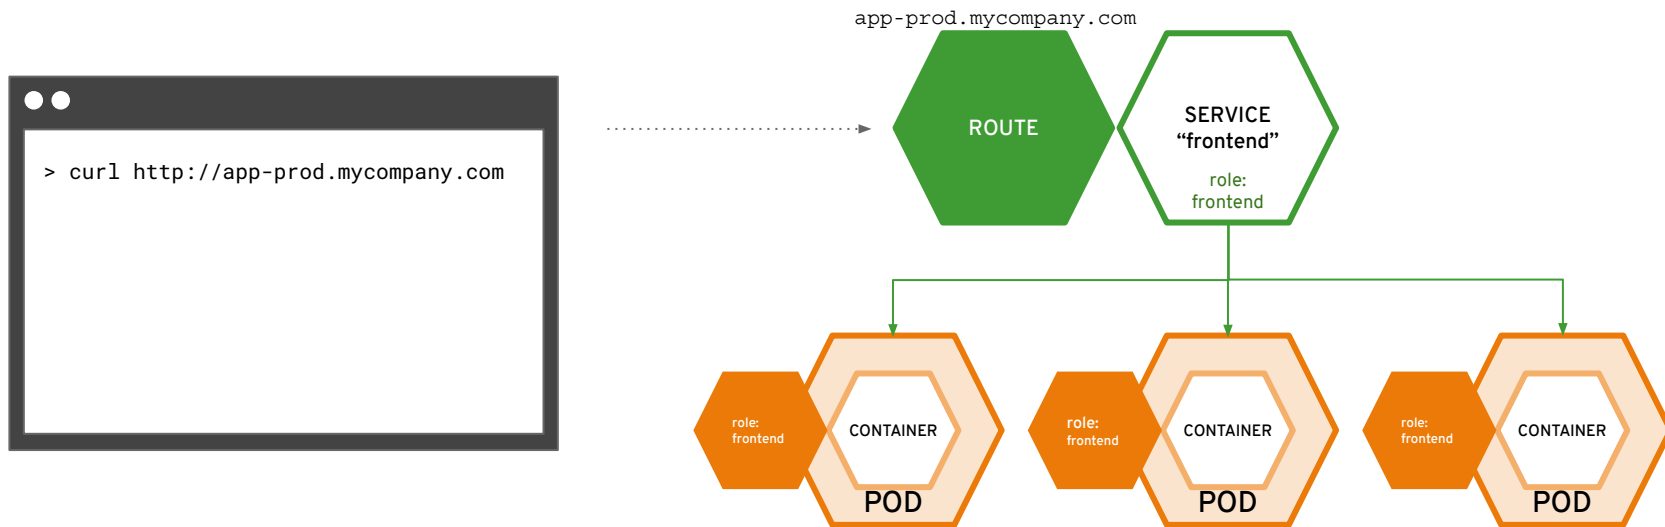 app-prod.mycompany.com
> curl http://app-prod.mycompany.com
ROUTE
SERVICE
“frontend”
role:
frontend
role:
frontend
CONTAINER
POD
role:
frontend
CONTAINER
POD
role:
frontend
CONTAINER
POD